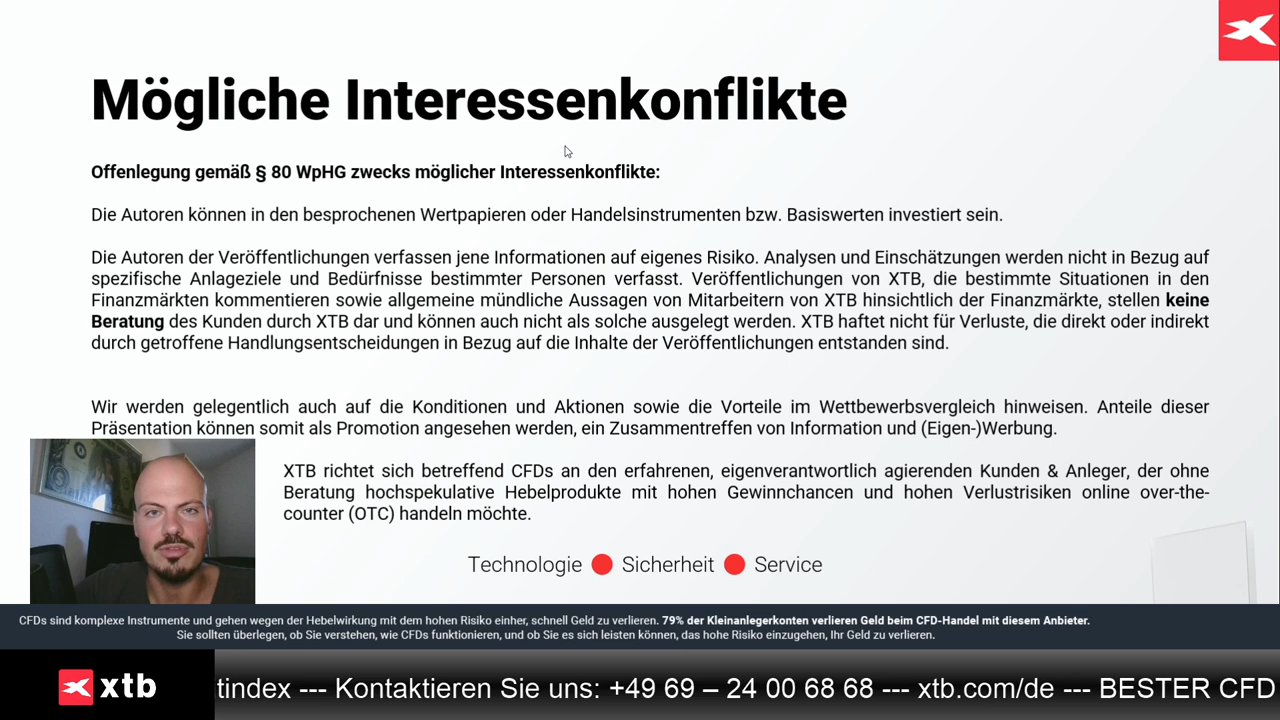 Mögliche Interessenkonflikte
Offenlegung gemäß § 80 WpHG zwecks möglicher Interessenkonflikte:
Die Autoren können in den besprochenen Wertpapieren oder Handelsinstrumenten bzw. Basiswerten investiert sein.
Die Autoren der Veröffentlichungen verfassen jene Informationen auf eigenes Risiko. Analysen und Einschätzungen werden nicht in Bezug auf
spezifische Anlageziele und Bedürfnisse bestimmter Personen verfasst. Veröffentlichungen von XTB, die bestimmte Situationen in den
Finanzmärkten kommentieren sowie allgemeine mündliche Aussagen von Mitarbeitern von XTB hinsichtlich der Finanzmärkte, stellen keine
Beratung des Kunden durch XTB dar und können auch nicht als solche ausgelegt werden. XTB haftet nicht für Verluste, die direkt oder indirekt
durch getroffene Handlungsentscheidungen in Bezug auf die Inhalte der Veröffentlichungen entstanden sind.
Wir werden gelegentlich auch auf die Konditionen und Aktionen sowie die Vorteile im Wettbewerbsvergleich hinweisen. Anteile dieser
Präsentation können somit als Promotion angesehen werden, ein Zusammentreffen von Information und (Eigen-)Werbung.
XTB richtet sich betreffend CFDs an den erfahrenen, eigenverantwortlich agierenden Kunden & Anleger, der ohne
Beratung hochspekulative Hebelprodukte mit hohen Gewinnchancen und hohen Verlustrisiken online over-the-
counter (OTC) handeln möchte.
Technologie Sicherheit Service
CFDs sind komplexe Instrumente und gehen wegen der Hebelwirkung mit dem hohen Risiko einher, schnell Geld zu verlieren. 79% der Kleinanlegerkonten verlieren Geld beim CFD-Handel mit diesem Anbieter.
Sie sollten überlegen, ob Sie verstehen, wie CFDs funktionieren, und ob Sie es sich leisten können, das hohe Risiko einzugehen, Ihr Geld zu verlieren.
xtb tindex --- Kontaktieren Sie uns: +49 69 – 24 00 68 68 --- xtb.com/de --- BESTER CFD